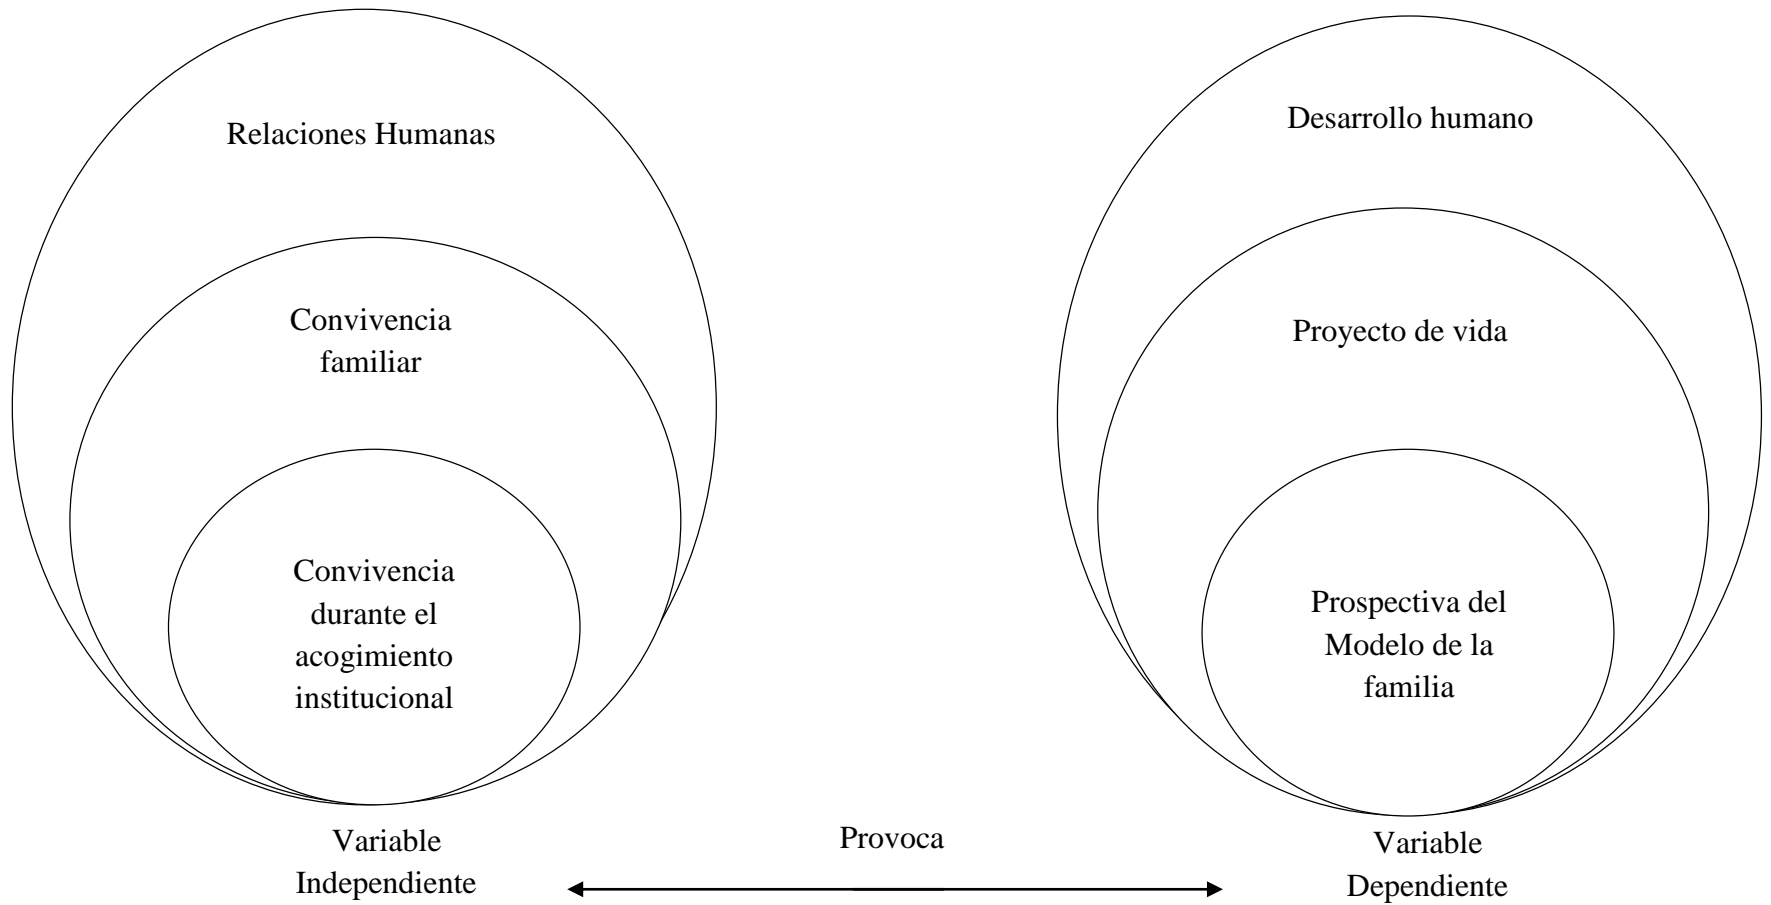 Relaciones Humanas
Convivencia
familiar
Convivencia
durante el
acogimiento
institucional
Variable
Independiente
Provoca
Desarrollo humano
Proyecto de vida
Prospectiva del
Modelo de la
familia
Variable
Dependiente